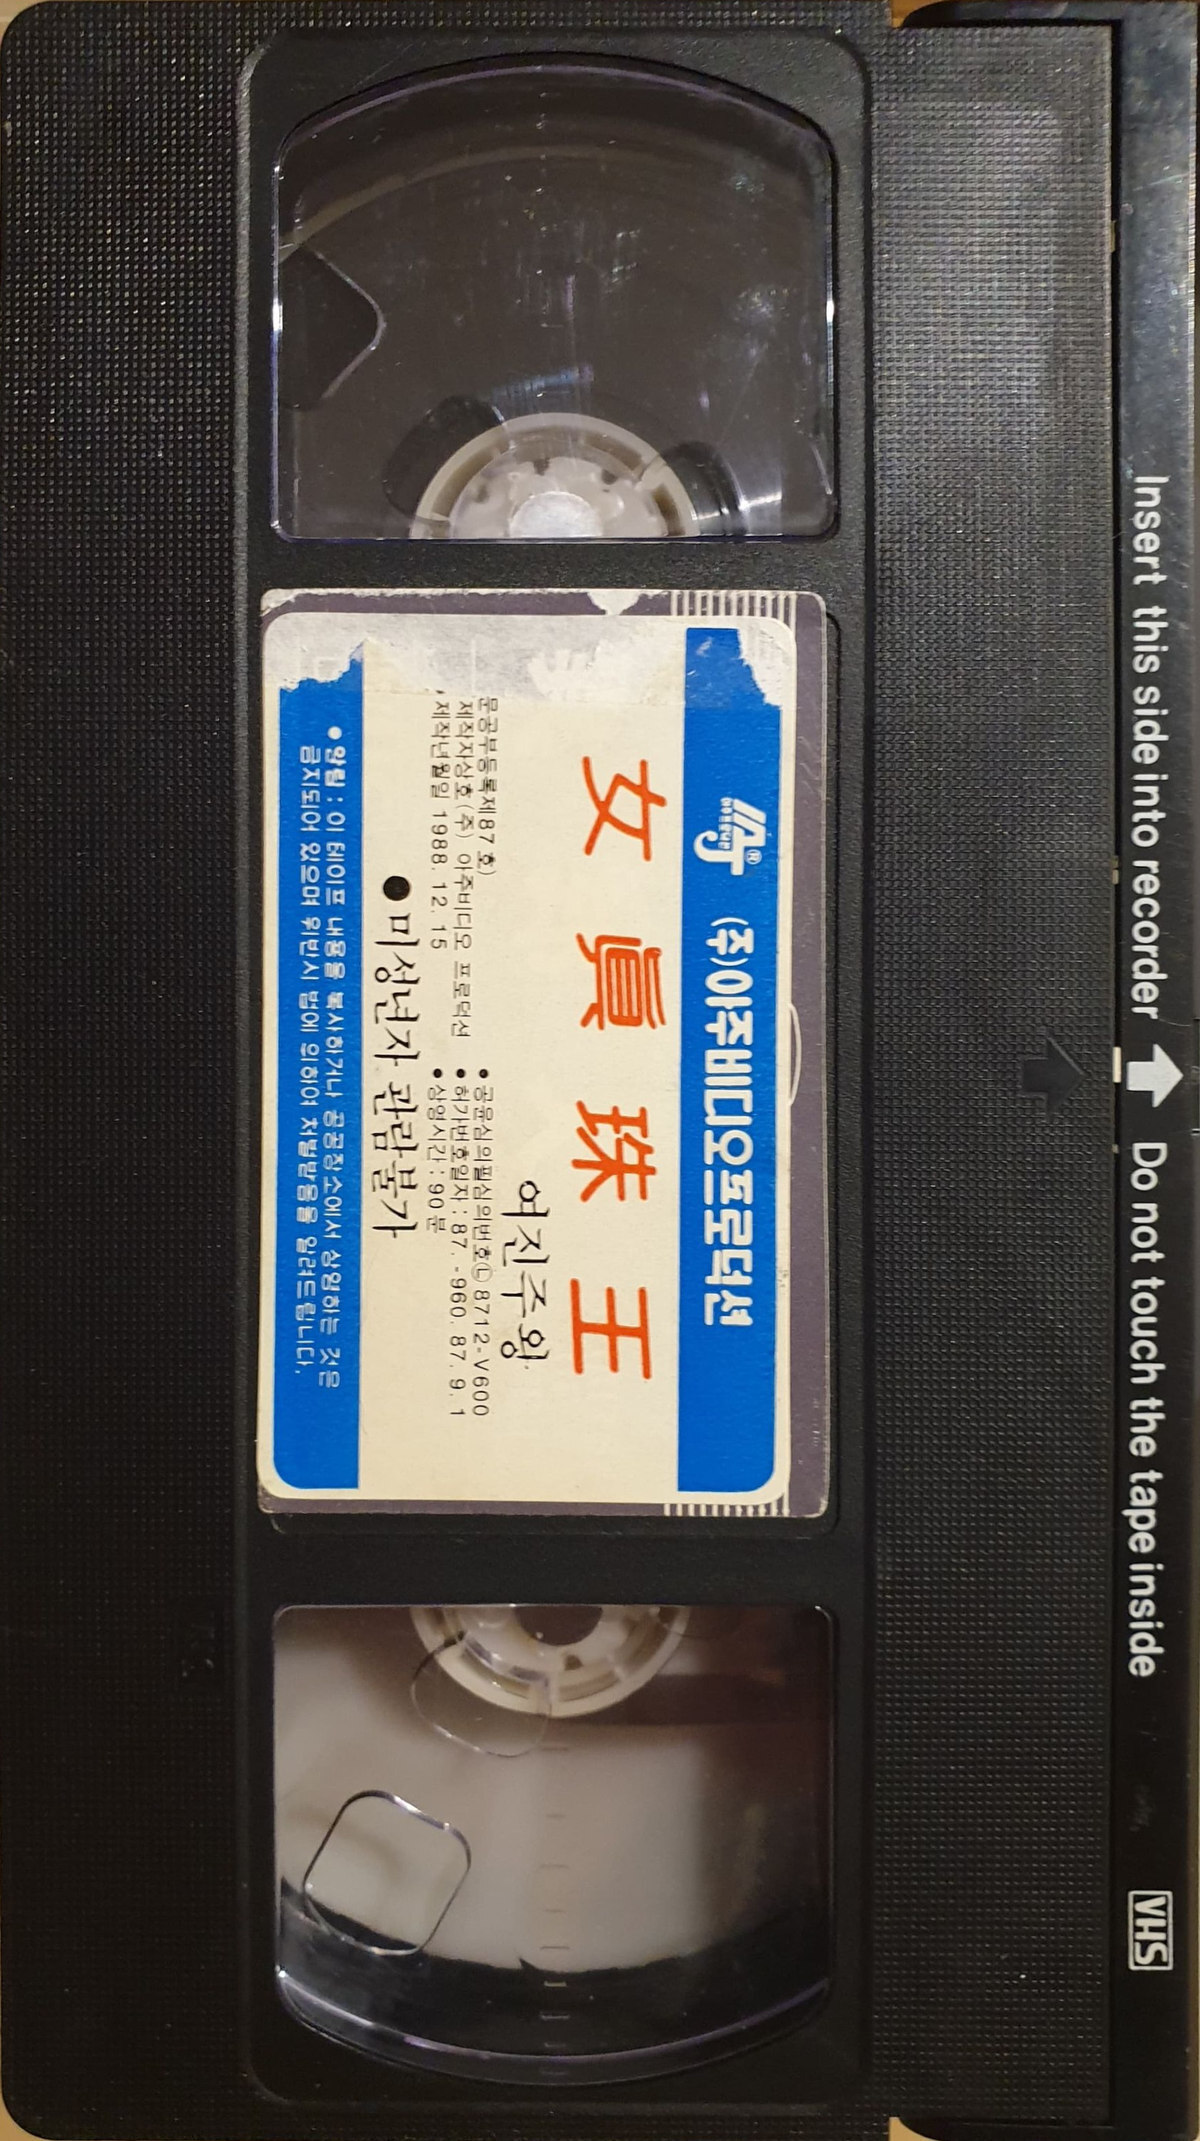 Insert this side into recorder Do not touch the tape inside VHS
(주)아주비디오프로덕션
女眞珠王
여진주왕
문공부등록제87호)
제작자상호(주) 아주비디오 프로덕션
제작년월일 1988. 12. 15
공윤심의필심의번호Ⓛ8712-V600
허가번호일자: 87. -960. 87. 9. 1
상영시간: 90분
●미성년자 관람불가
●알림: 이 테이프 내용을 복사하거나 공공장소에서 상영하는 것은
금지되어 있으며 위반시 법에 의하여 처벌받음을 알려드립니다.